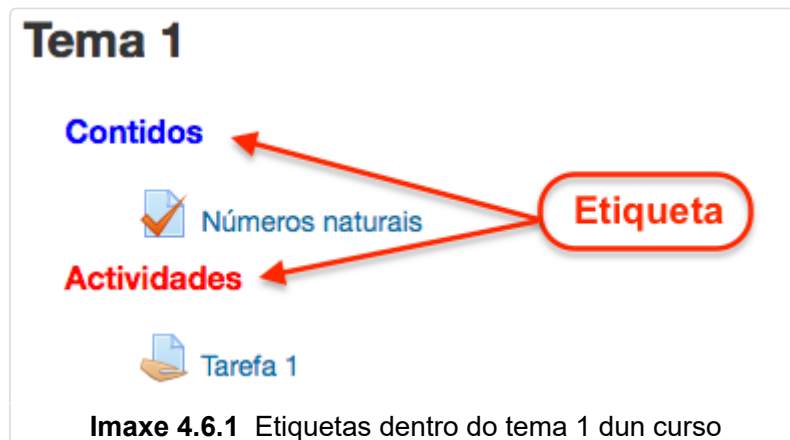 Tema 1
Contidos
Números naturais
Etiqueta
Actividades
Tarefa 1
Imaxe 4.6.1 Etiquetas dentro do tema 1 dun curso